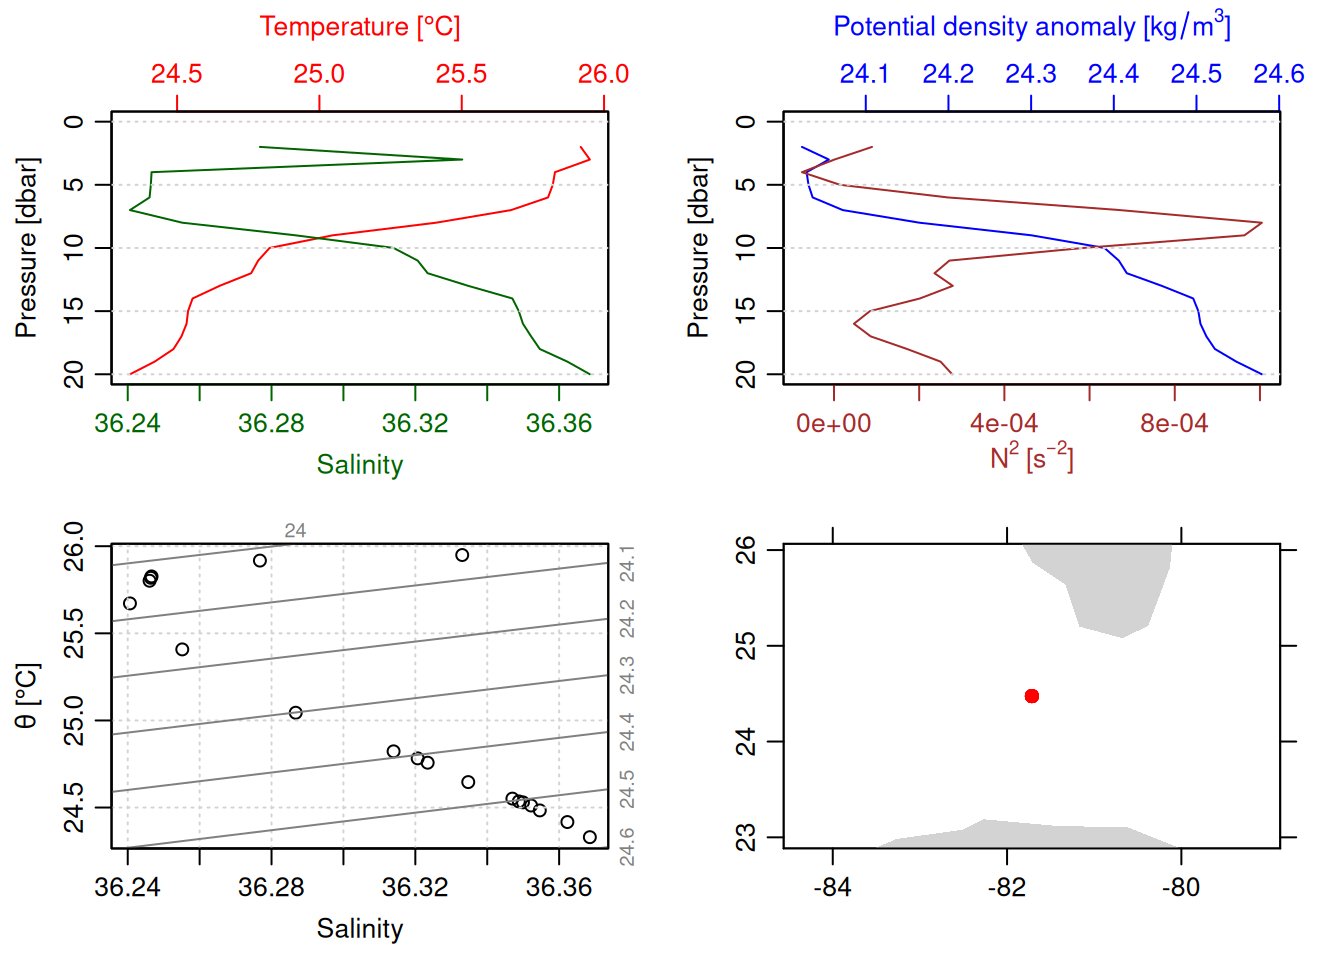 Temperature [°C]
24.5 25.0 25.5 26.0
Pressure [dbar]
0
5
10
15
20
36.24 36.28 36.32 36.36
Salinity
Potential density anomaly [kg/m³]
24.1 24.2 24.3 24.4 24.5 24.6
Pressure [dbar]
0
5
10
15
20
0e+00 4e-04 8e-04
N² [s⁻²]
θ [°C]
26.0
25.5
25.0
24.5
24
24.1
24.2
24.3
24.4
24.5
24.6
36.24 36.28 36.32 36.36
Salinity
26
25
24
23
-84 -82 -80